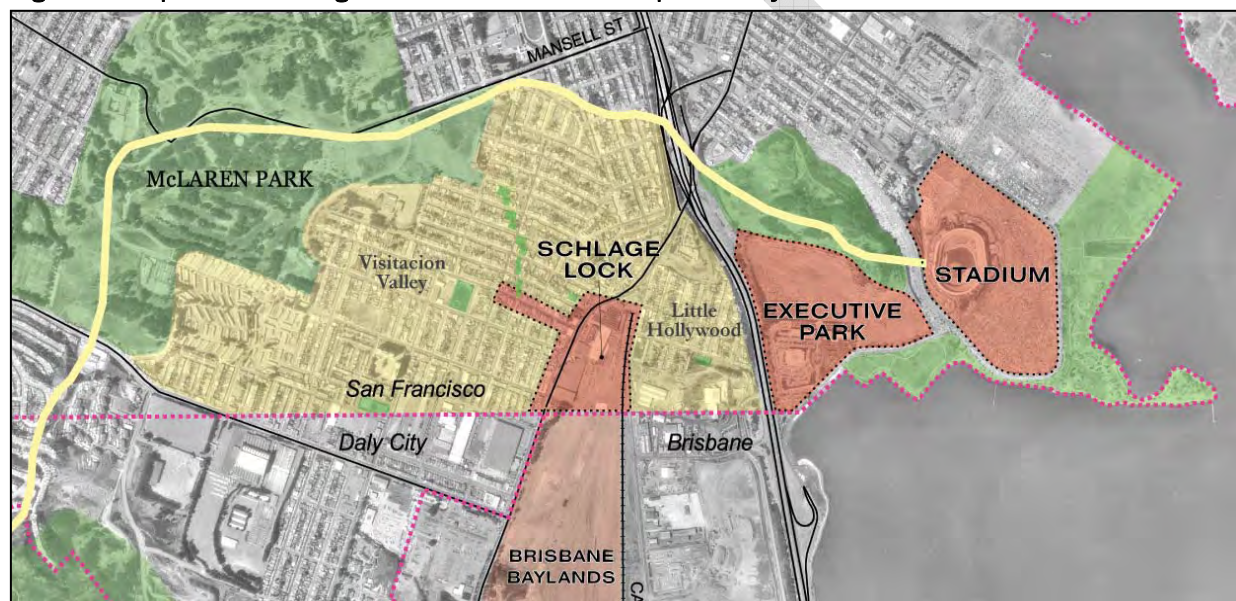 MANSELL ST
McLAREN PARK
Visitacion
Valley
SCHLAGE
LOCK
Little
Hollywood
EXECUTIVE
PARK
STADIUM
San Francisco
Daly City
Brisbane
BRISBANE
BAYLANDS